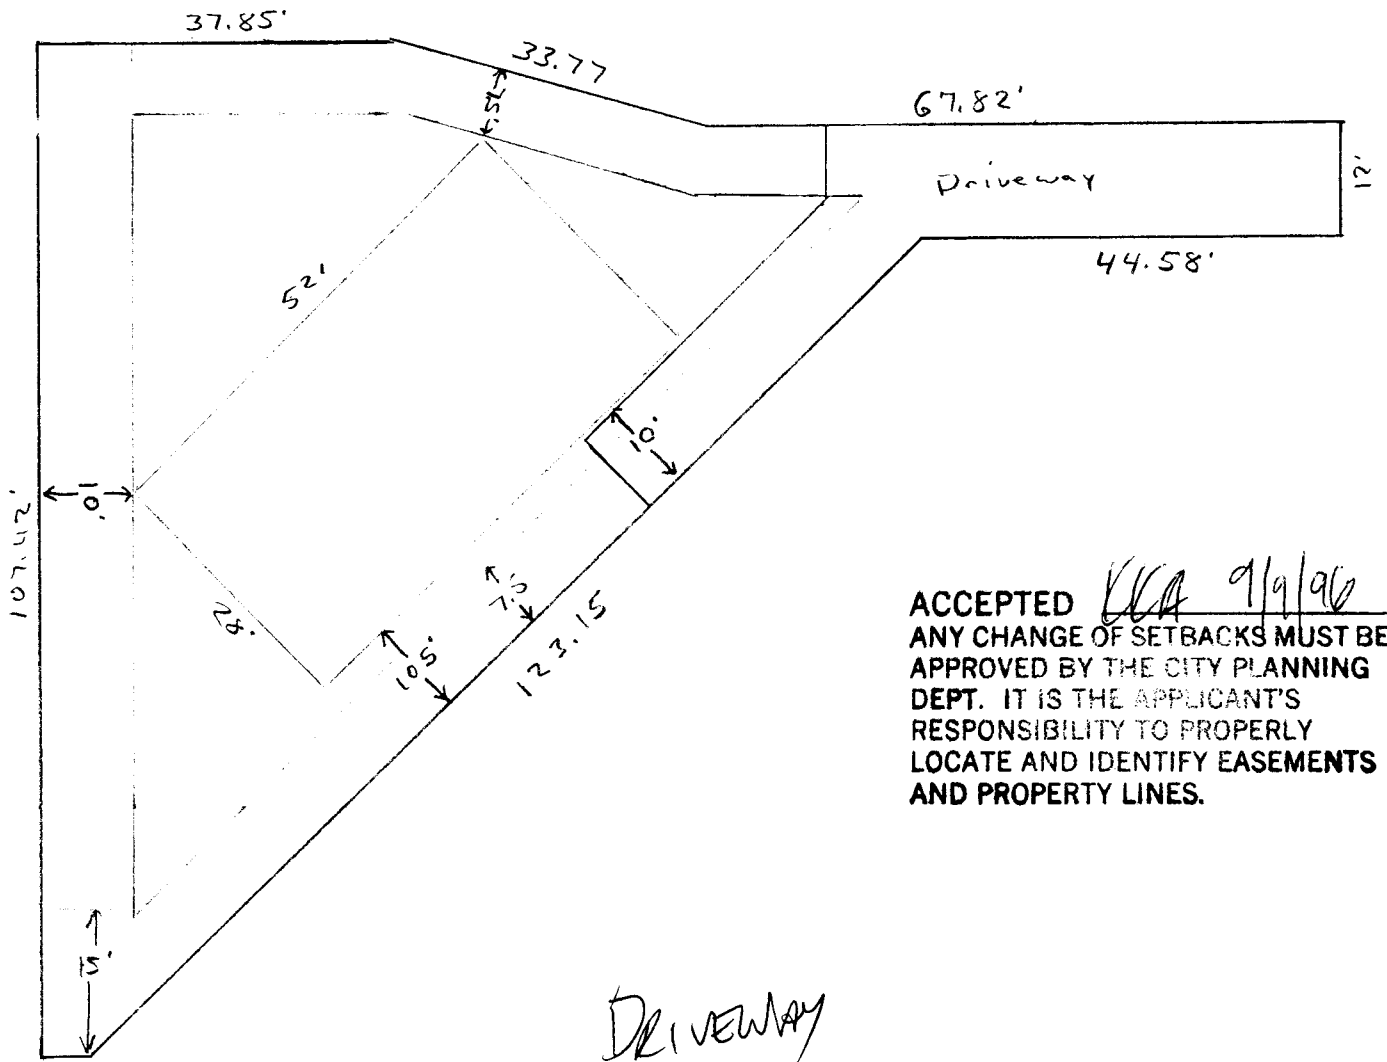 37.85'
33.77
67.82'
7.5'
Driveway
12'
44.58'
52'
10'
10'
107.42'
28'
7.5'
10.5'
123.15
15'
ACCEPTED KKA 9/9/96
ANY CHANGE OF SETBACKS MUST BE
APPROVED BY THE CITY PLANNING
DEPT. IT IS THE APPLICANT'S
RESPONSIBILITY TO PROPERLY
LOCATE AND IDENTIFY EASEMENTS
AND PROPERTY LINES.
DRIVEWAY